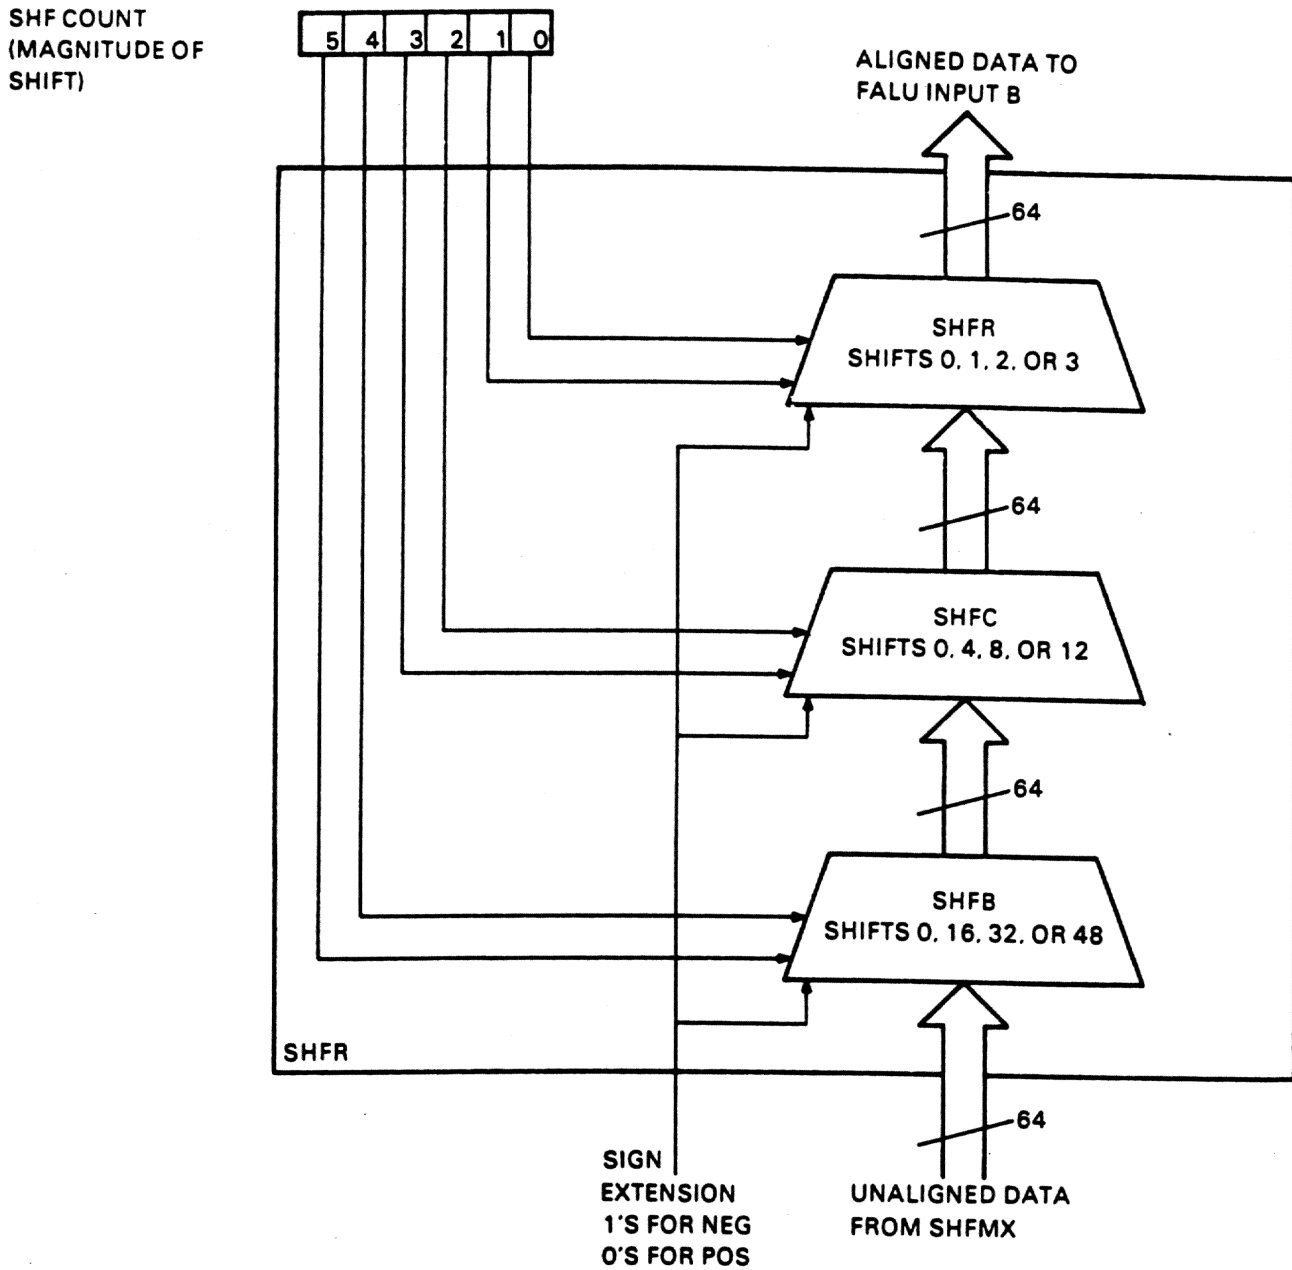 SHF COUNT
(MAGNITUDE OF
SHIFT)
5 4 3 2 1 0
ALIGNED DATA TO
FALU INPUT B
64
SHFR
SHIFTS 0, 1, 2, OR 3
64
SHFC
SHIFTS 0, 4, 8, OR 12
64
SHFB
SHIFTS 0, 16, 32, OR 48
SHFR
64
SIGN
EXTENSION
1'S FOR NEG
0'S FOR POS
UNALIGNED DATA
FROM SHFMX